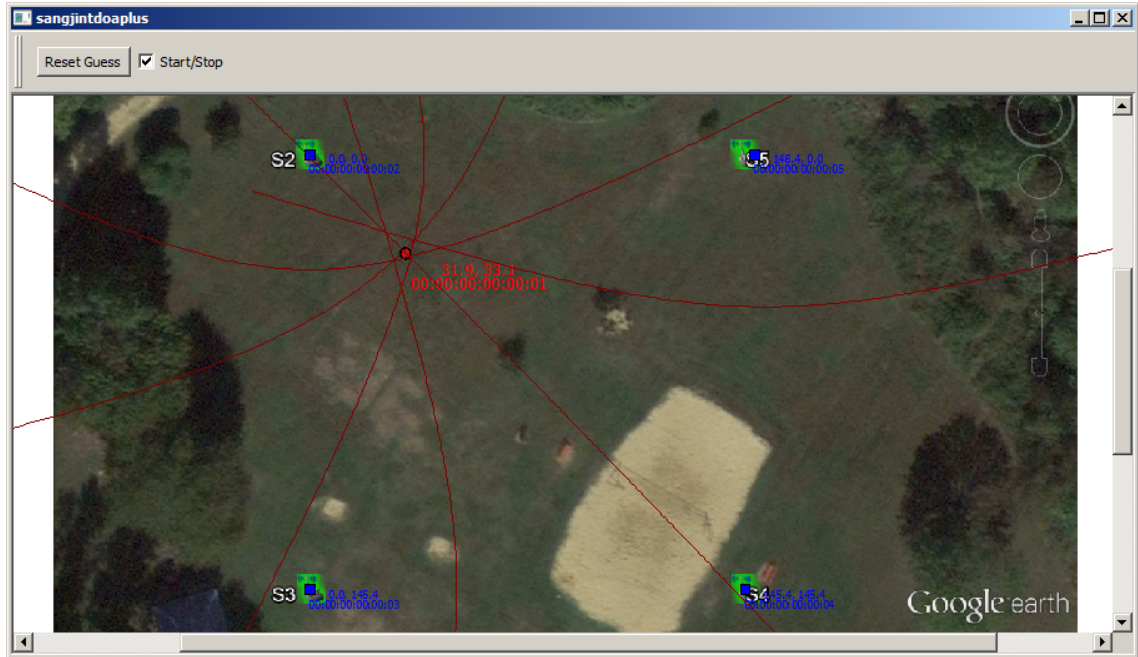 sangjintdoaplus
Reset Guess
Start/Stop
S2
0.0, 0.0
00:00:00:00:00:02
S5
148.4, 0.0
00:00:00:00:00:05
31.9, 33.1
00:00:00:00:00:01
S3
0.0, 145.4
00:00:00:00:00:03
S4
145.4, 145.4
00:00:00:00:00:04
Google earth